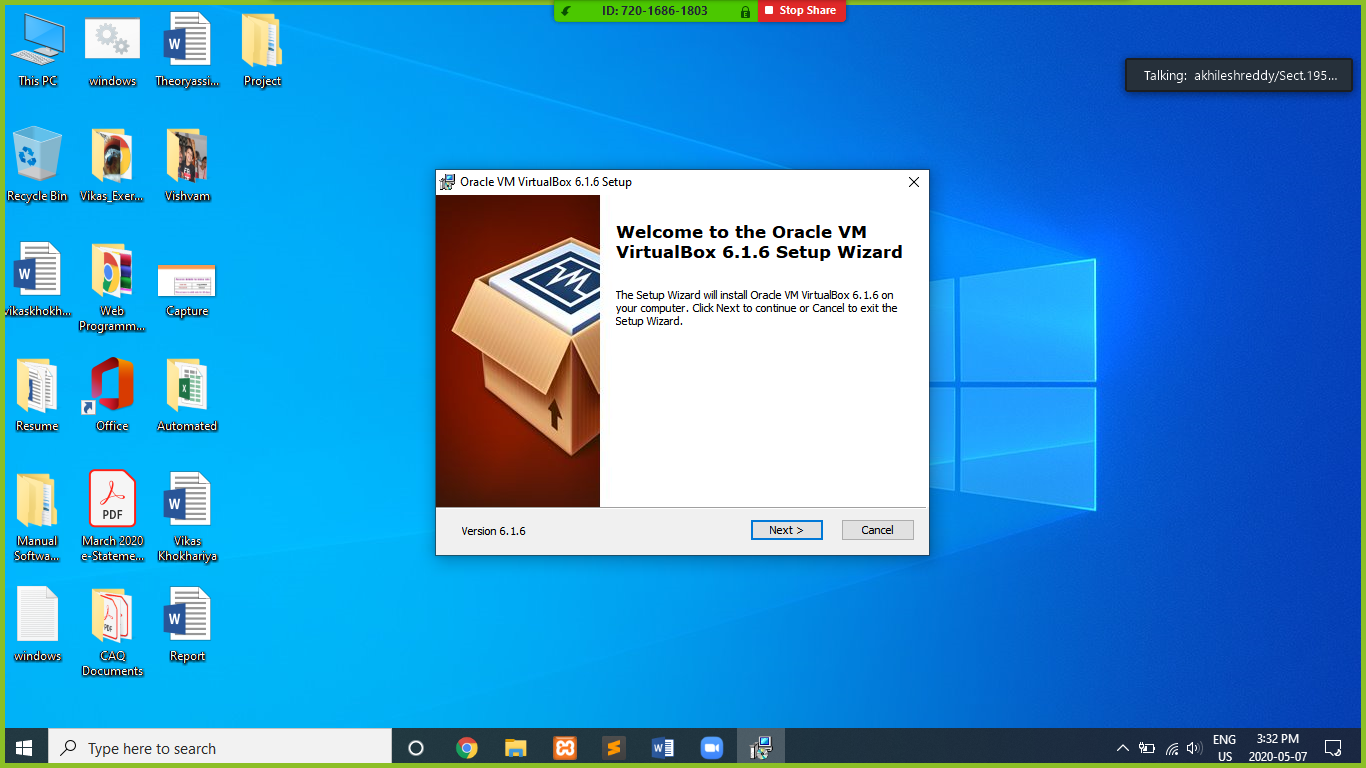 ID: 720-1686-1803
Stop Share
Talking: akhileshreddy/Sect.195...
This PC
windows
Theoryassi...
Project
Recycle Bin
Vikas_Exer...
Vishvam
vikaskhokh...
Web
Programm...
Capture
Resume
Office
Automated
Manual
Softwa...
PDF
March 2020
e-Stateme...
Vikas
Khokhariya
windows
CAQ
Documents
Report
Oracle VM VirtualBox 6.1.6 Setup
Welcome to the Oracle VM
VirtualBox 6.1.6 Setup Wizard
The Setup Wizard will install Oracle VM VirtualBox 6.1.6 on
your computer. Click Next to continue or Cancel to exit the
Setup Wizard.
Version 6.1.6
Next >
Cancel
Type here to search
ENG
US
3:32 PM
2020-05-07